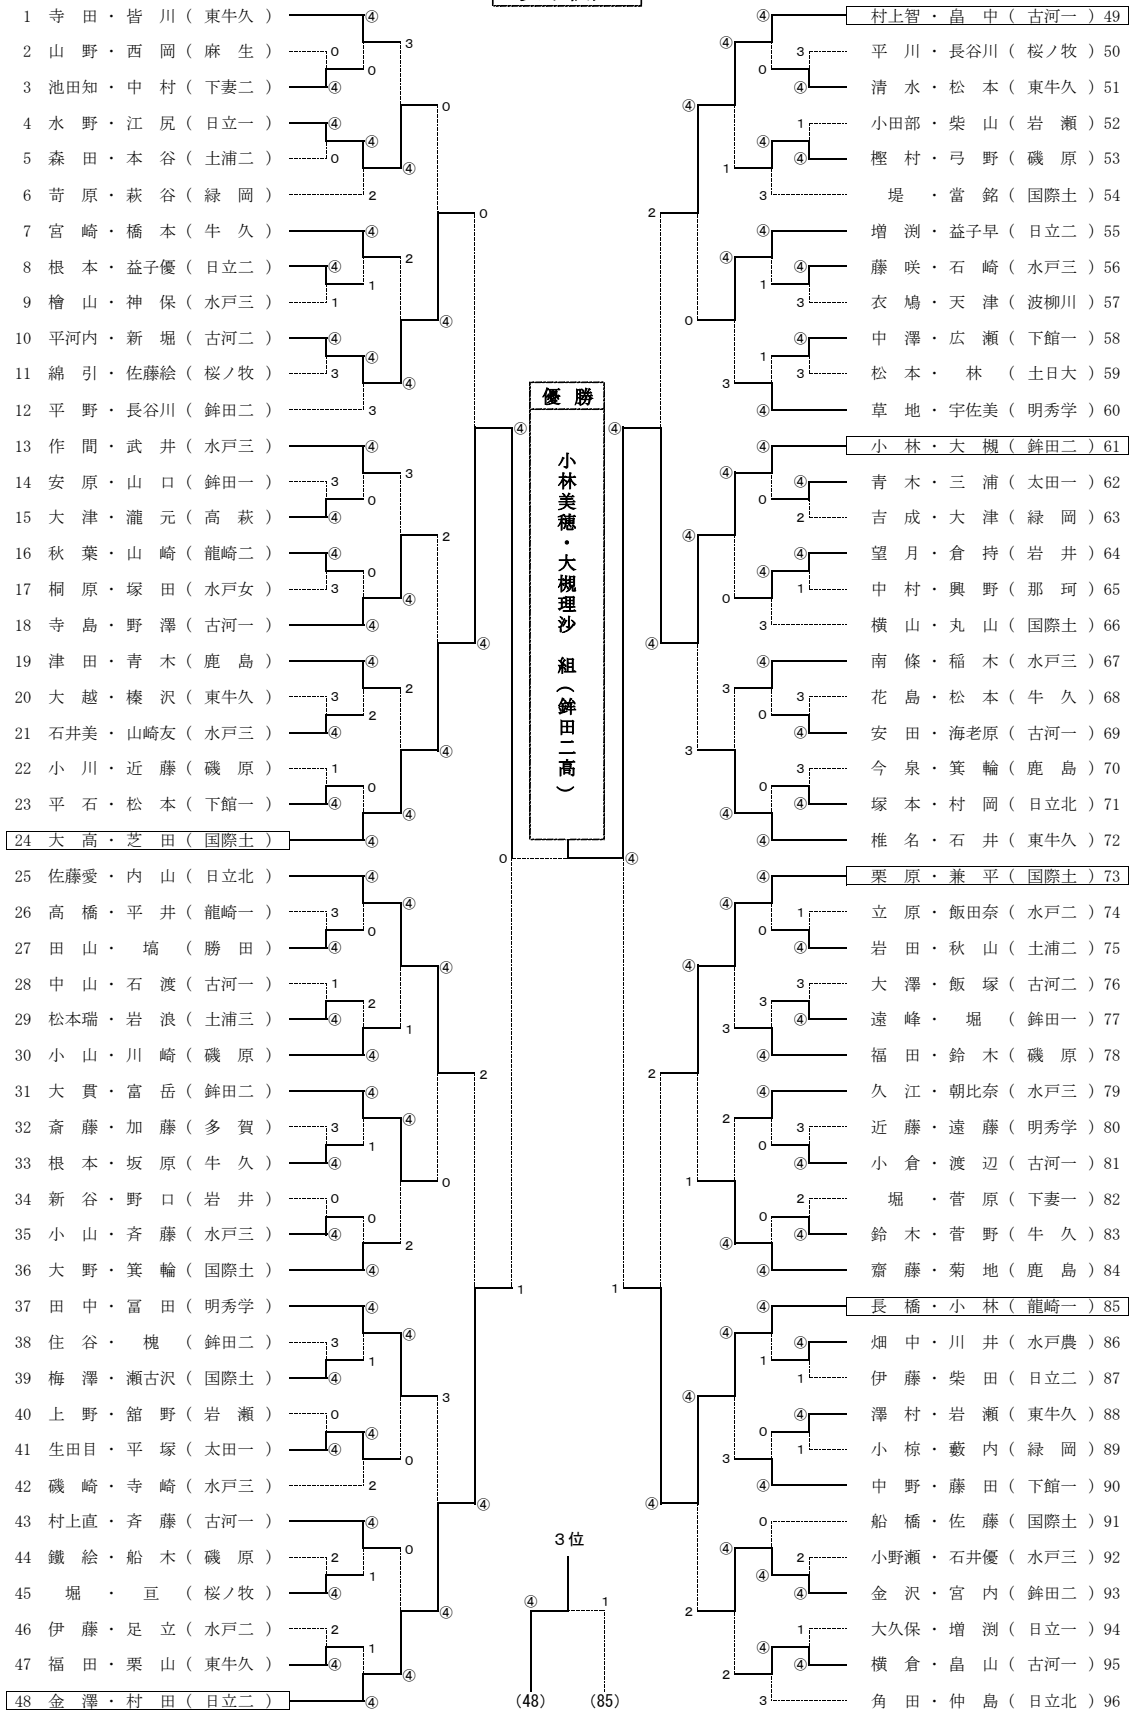 1 寺田・皆川（東牛久）
2 山野・西岡（麻生）
3 池田知・中村（下妻二）
4 水野・江尻（日立一）
5 森田・本谷（土浦二）
6 苛原・萩谷（緑岡）
7 宮崎・橋本（牛久）
8 根本・益子優（日立二）
9 檜山・神保（水戸三）
10 平河内・新堀（古河二）
11 綿引・佐藤絵（桜ノ牧）
12 平野・長谷川（鉾田二）
13 作間・武井（水戸三）
14 安原・山口（鉾田一）
15 大津・瀧元（高萩）
16 秋葉・山崎（龍崎二）
17 桐原・塚田（水戸女）
18 寺島・野澤（古河一）
19 津田・青木（鹿島）
20 大越・榛沢（東牛久）
21 石井美・山崎友（水戸三）
22 小川・近藤（磯原）
23 平石・松本（下館一）
24 大高・芝田（国際土）
25 佐藤愛・内山（日立北）
26 高橋・平井（龍崎一）
27 田山・塙（勝田）
28 中山・石渡（古河一）
29 松本瑞・岩浪（土浦三）
30 小山・川崎（磯原）
31 大貫・富岳（鉾田二）
32 斎藤・加藤（多賀）
33 根本・坂原（牛久）
34 新谷・野口（岩井）
35 小山・斉藤（水戸三）
36 大野・箕輪（国際土）
37 田中・冨田（明秀学）
38 住谷・槐（鉾田二）
39 梅澤・瀬古沢（国際土）
40 上野・舘野（岩瀬）
41 生田目・平塚（太田一）
42 磯崎・寺崎（水戸三）
43 村上直・斉藤（古河一）
44 鐵絵・船木（磯原）
45 堀・亘（桜ノ牧）
46 伊藤・足立（水戸二）
47 福田・栗山（東牛久）
48 金澤・村田（日立二）
優勝
小林美穂・大槻理沙 組（鉾田二高）
3位
④ 1
(48) (85)
村上智・畠中（古河一）49
平川・長谷川（桜ノ牧）50
清水・松本（東牛久）51
小田部・柴山（岩瀬）52
樫村・弓野（磯原）53
堤・當銘（国際土）54
増渕・益子早（日立二）55
藤咲・石崎（水戸三）56
衣鳩・天津（波柳川）57
中澤・広瀬（下館一）58
松本・林（土日大）59
草地・宇佐美（明秀学）60
小林・大槻（鉾田二）61
青木・三浦（太田一）62
吉成・大津（緑岡）63
望月・倉持（岩井）64
中村・興野（那珂）65
横山・丸山（国際土）66
南條・稲木（水戸三）67
花島・松本（牛久）68
安田・海老原（古河一）69
今泉・箕輪（鹿島）70
塚本・村岡（日立北）71
椎名・石井（東牛久）72
栗原・兼平（国際土）73
立原・飯田奈（水戸二）74
岩田・秋山（土浦二）75
大澤・飯塚（古河二）76
遠峰・堀（鉾田一）77
福田・鈴木（磯原）78
久江・朝比奈（水戸三）79
近藤・遠藤（明秀学）80
小倉・渡辺（古河一）81
堀・菅原（下妻一）82
鈴木・菅野（牛久）83
齋藤・菊地（鹿島）84
長橋・小林（龍崎一）85
畑中・川井（水戸農）86
伊藤・柴田（日立二）87
澤村・岩瀬（東牛久）88
小椋・藪内（緑岡）89
中野・藤田（下館一）90
船橋・佐藤（国際土）91
小野瀬・石井優（水戸三）92
金沢・宮内（鉾田二）93
大久保・増渕（日立一）94
横倉・畠山（古河一）95
角田・仲島（日立北）96